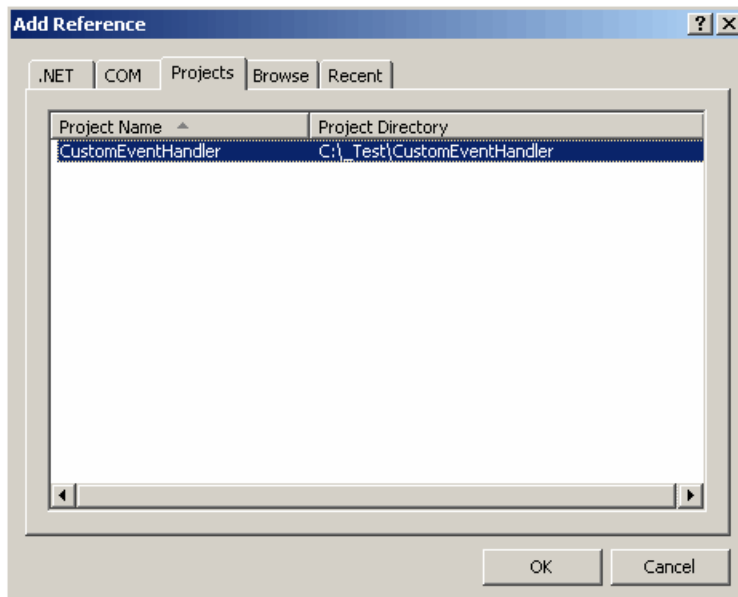 Add Reference
.NET COM Projects Browse Recent
Project Name Project Directory
CustomEventHandler C:\_Test\CustomEventHandler
OK Cancel